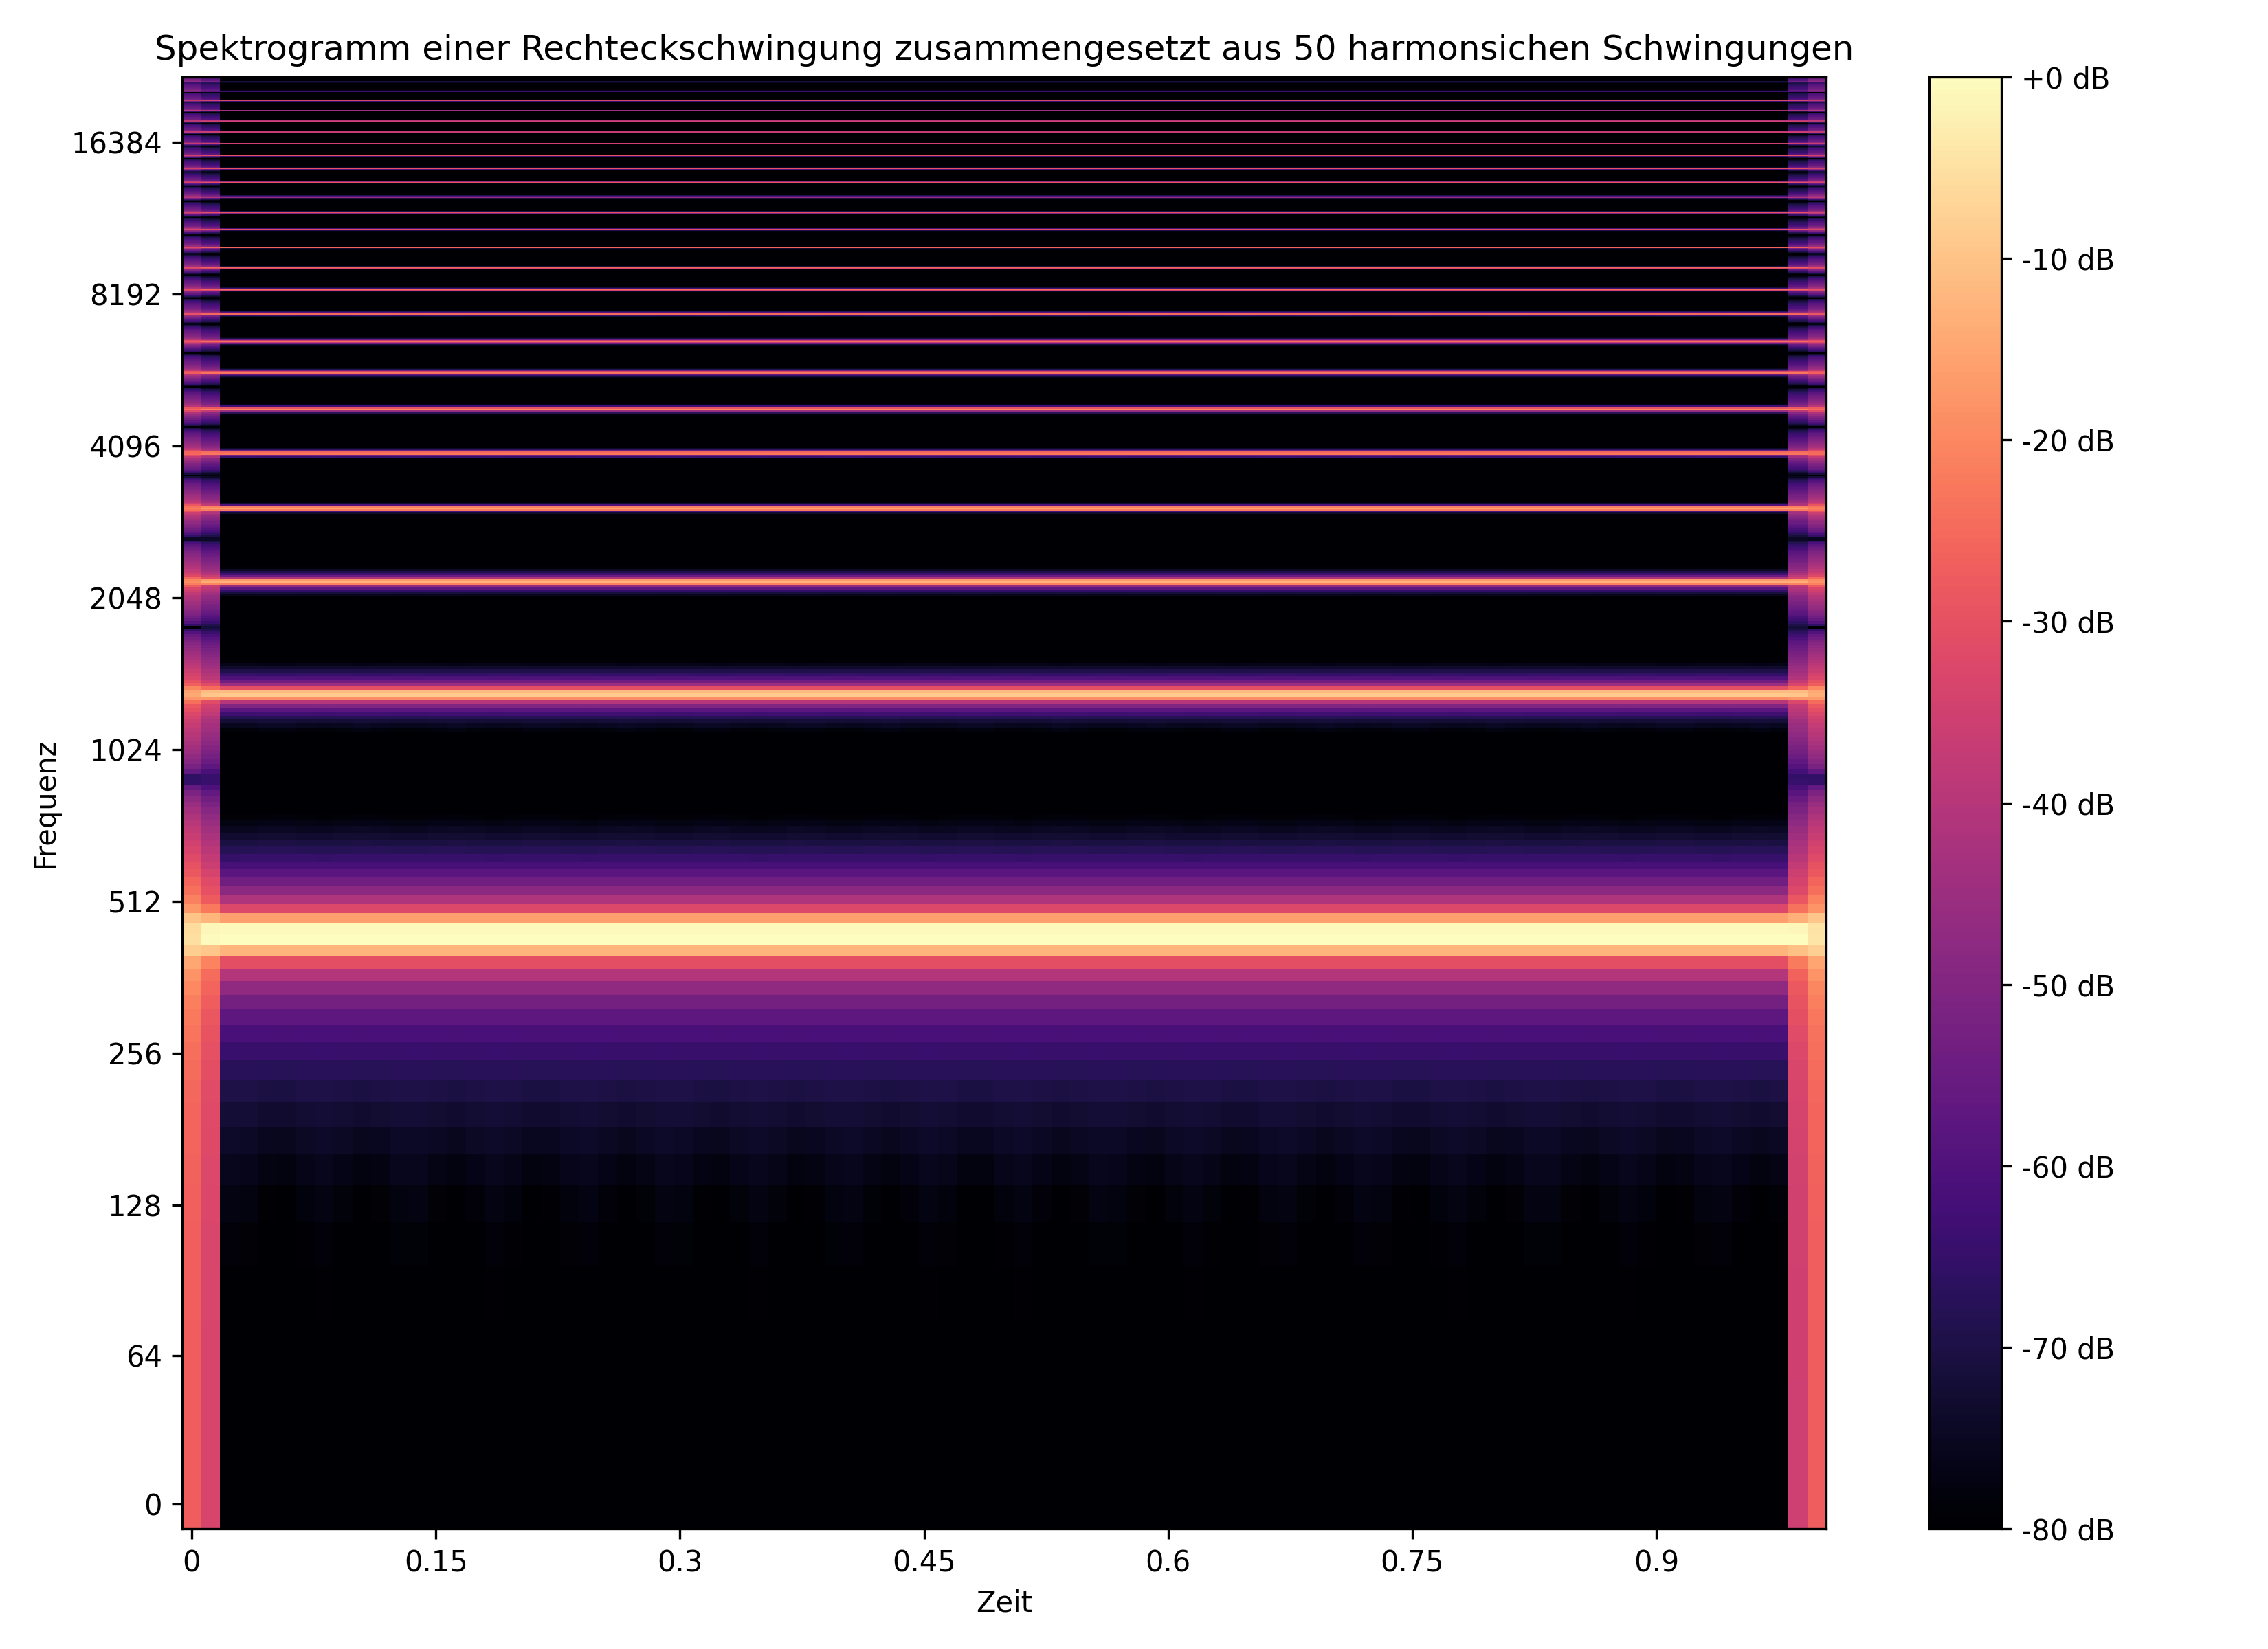 Spektrogramm einer Rechteckschwingung zusammengesetzt aus 50 harmonsichen Schwingungen
Frequenz
16384
8192
4096
2048
1024
512
256
128
64
0
0 0.15 0.3 0.45 0.6 0.75 0.9
Zeit
+0 dB
-10 dB
-20 dB
-30 dB
-40 dB
-50 dB
-60 dB
-70 dB
-80 dB